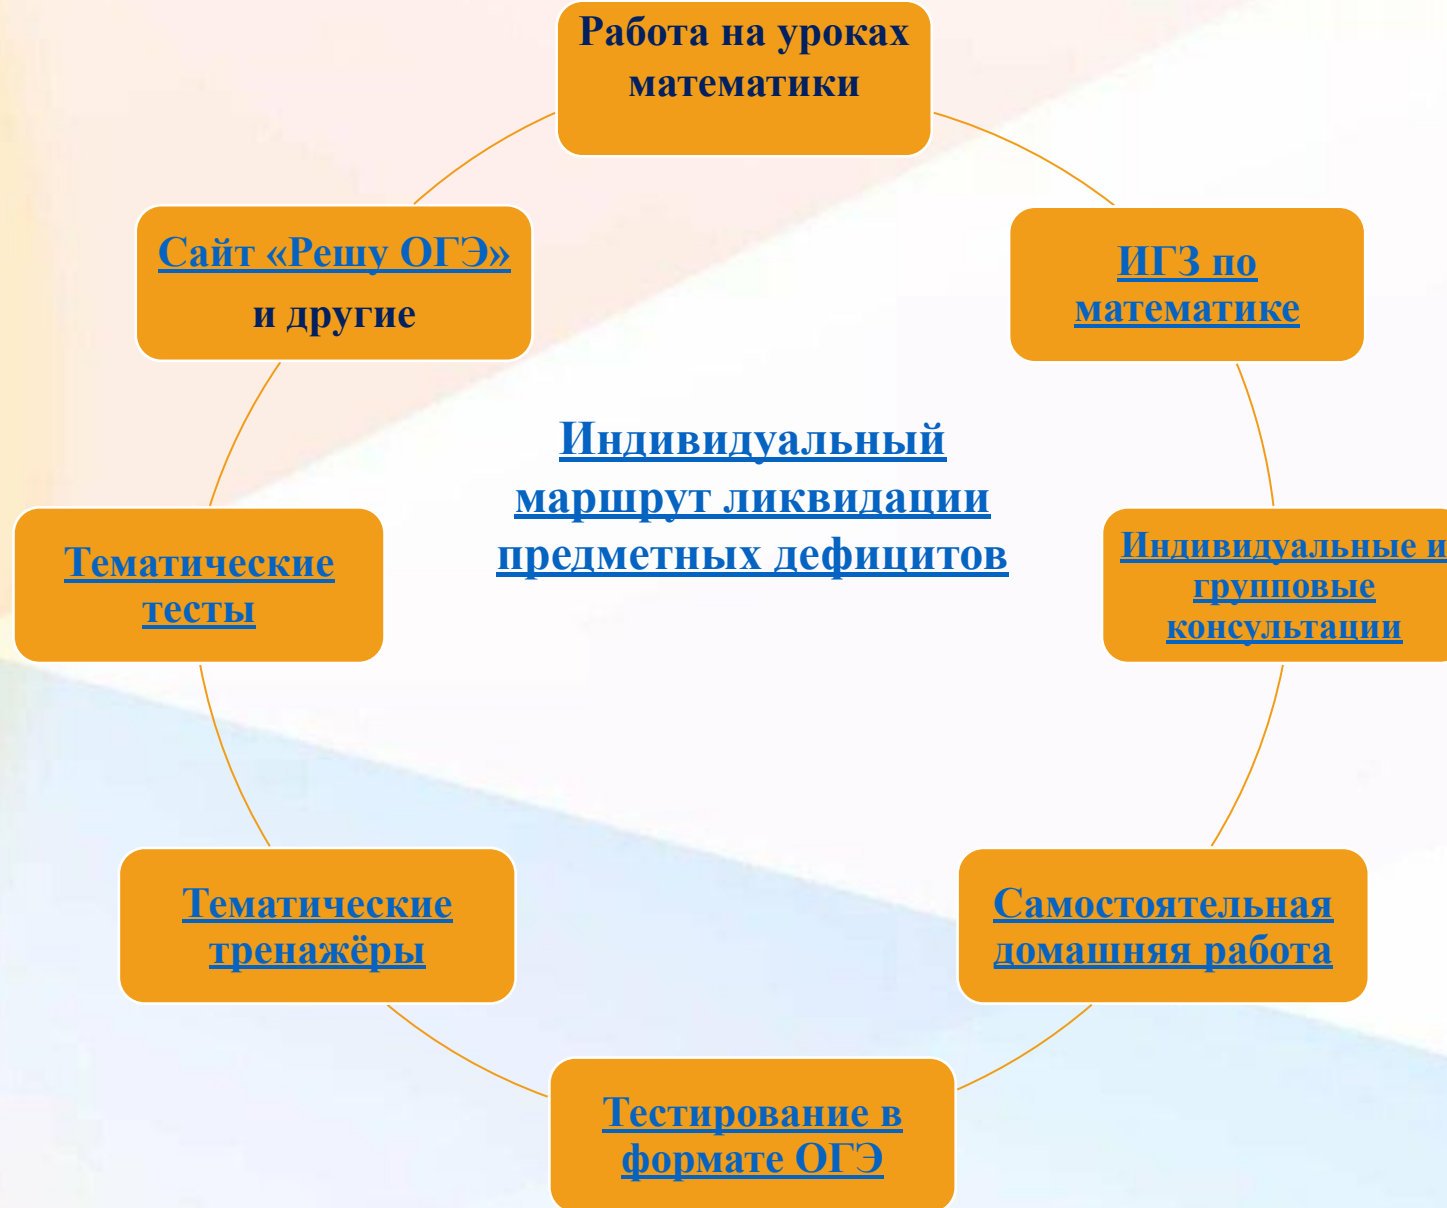 Работа на уроках
математики
Сайт «Решу ОГЭ»
и другие
ИГЗ по
математике
Индивидуальный
маршрут ликвидации
предметных дефицитов
Тематические
тесты
Индивидуальные и
групповые
консультации
Тематические
тренажёры
Самостоятельная
домашняя работа
Тестирование в
формате ОГЭ